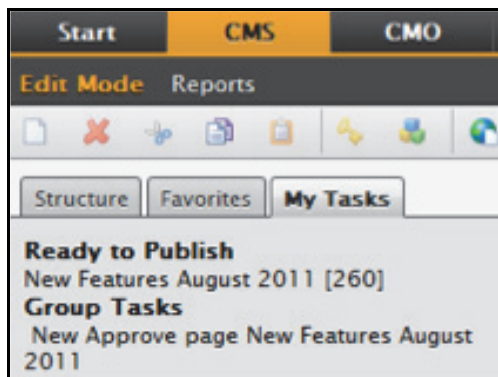 Start CMS CMO
Edit Mode Reports
Structure Favorites My Tasks
Ready to Publish
New Features August 2011 [260]
Group Tasks
New Approve page New Features August
2011